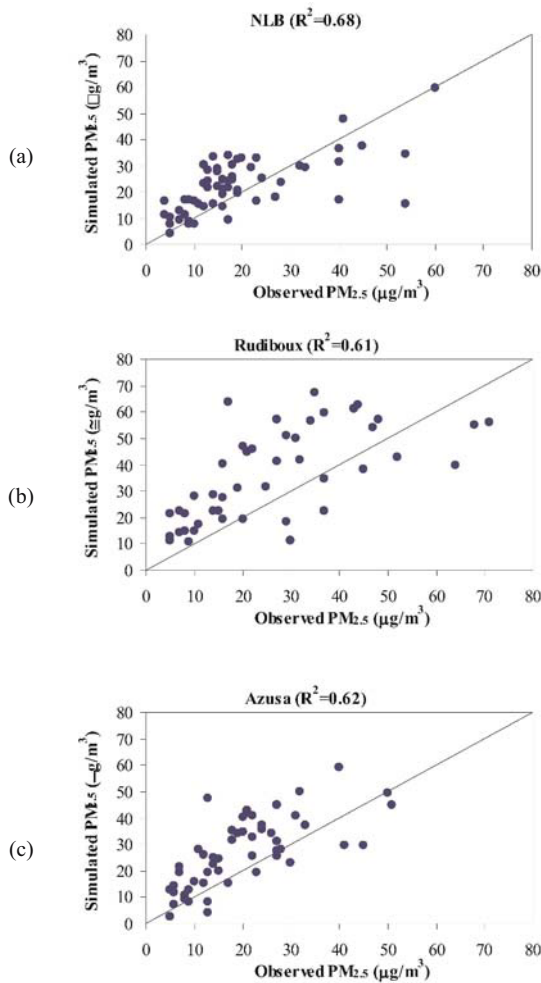 NLB (R²=0.68)
(a)
Simulated PM2.5 (□g/m³)
80
70
60
50
40
30
20
10
0
0 10 20 30 40 50 60 70 80
Observed PM2.5 (µg/m³)
Rudiboux (R²=0.61)
(b)
Simulated PM2.5 (≅g/m³)
80
70
60
50
40
30
20
10
0
0 10 20 30 40 50 60 70 80
Observed PM2.5 (µg/m³)
Azusa (R²=0.62)
(c)
Simulated PM2.5 (–g/m³)
80
70
60
50
40
30
20
10
0
0 10 20 30 40 50 60 70 80
Observed PM2.5 (µg/m³)